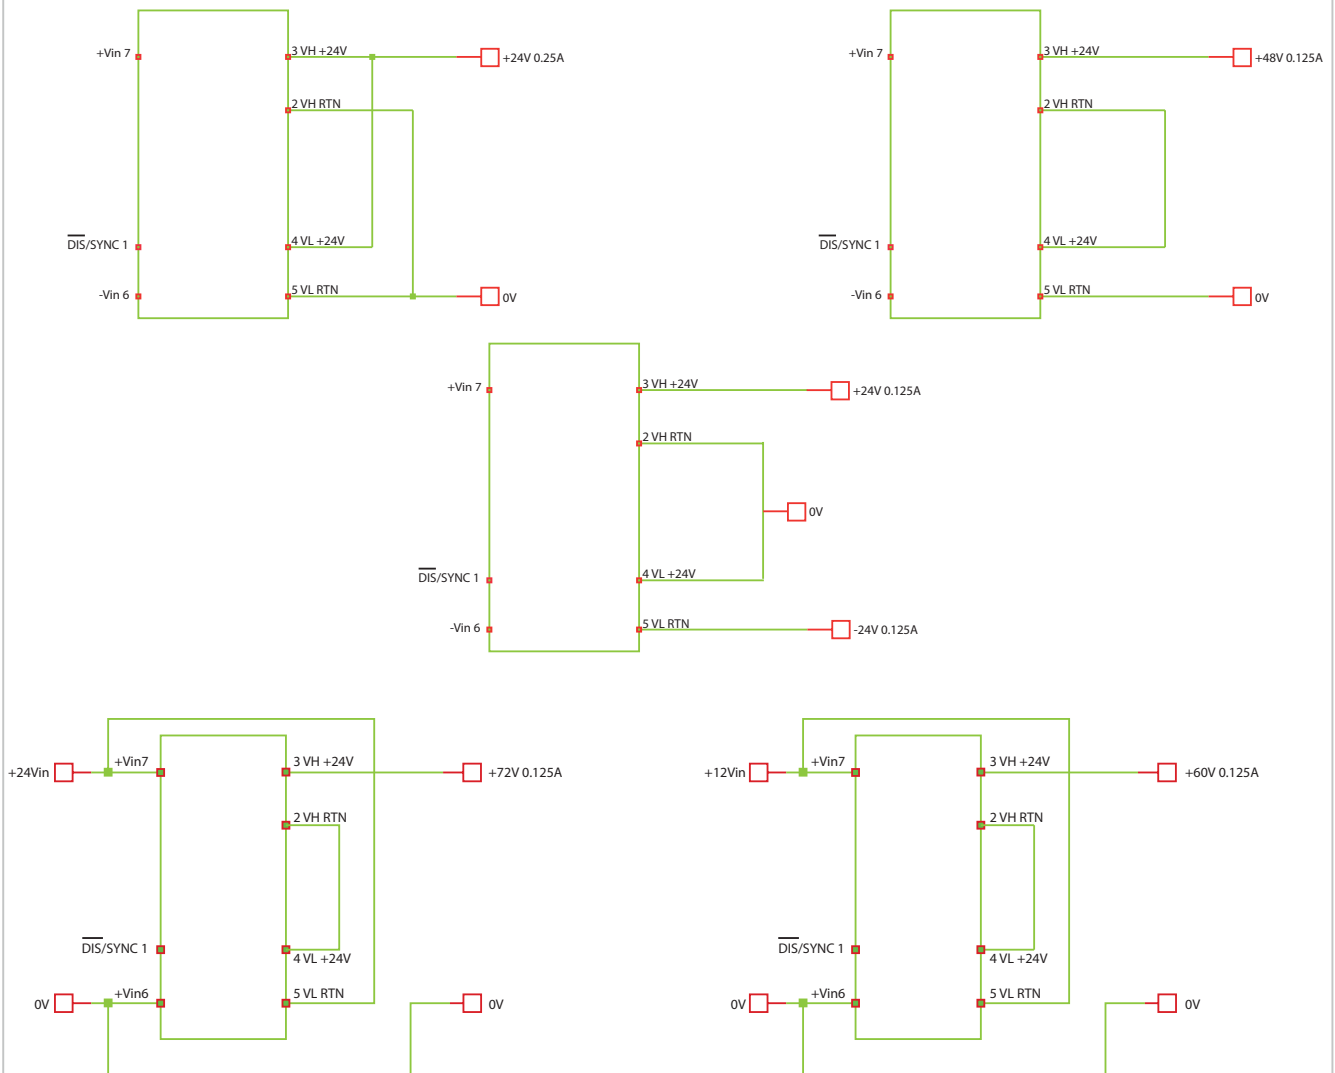 +Vin 7
3 VH +24V
+24V 0.25A
2 VH RTN
DIS/SYNC 1
4 VL +24V
-Vin 6
5 VL RTN
0V
+Vin 7
3 VH +24V
+48V 0.125A
2 VH RTN
DIS/SYNC 1
4 VL +24V
-Vin 6
5 VL RTN
0V
+Vin 7
3 VH +24V
+24V 0.125A
2 VH RTN
0V
DIS/SYNC 1
4 VL +24V
-Vin 6
5 VL RTN
-24V 0.125A
+24Vin
+Vin7
3 VH +24V
+72V 0.125A
2 VH RTN
DIS/SYNC 1
4 VL +24V
0V
+Vin6
5 VL RTN
0V
+12Vin
+Vin7
3 VH +24V
+60V 0.125A
2 VH RTN
DIS/SYNC 1
4 VL +24V
0V
+Vin6
5 VL RTN
0V